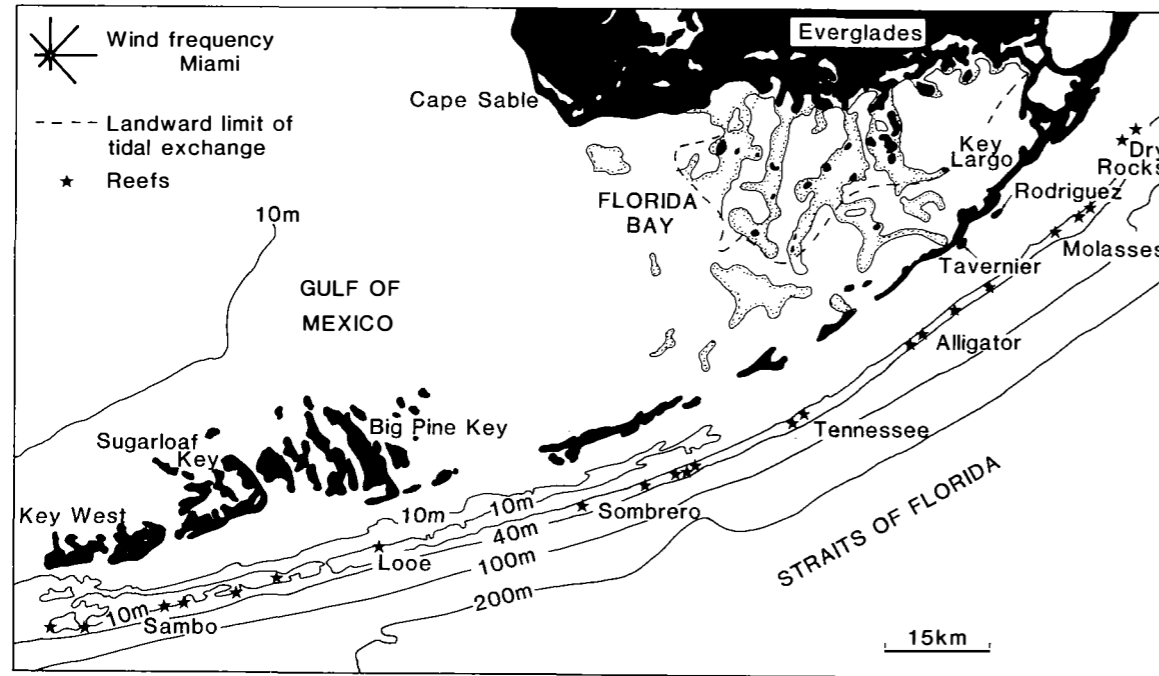 Wind frequency
Miami
Landward limit of
tidal exchange
Reefs
Everglades
Cape Sable
Key
Largo
Dry
Rocks
Rodriguez
FLORIDA
BAY
Molasses
10m
Tavernier
GULF OF
MEXICO
Alligator
Big Pine Key
Sugarloaf
Key
Tennessee
Key West
10m
10m
Sombrero
40m
STRAITS OF FLORIDA
Looe
100m
200m
10m
Sambo
15km